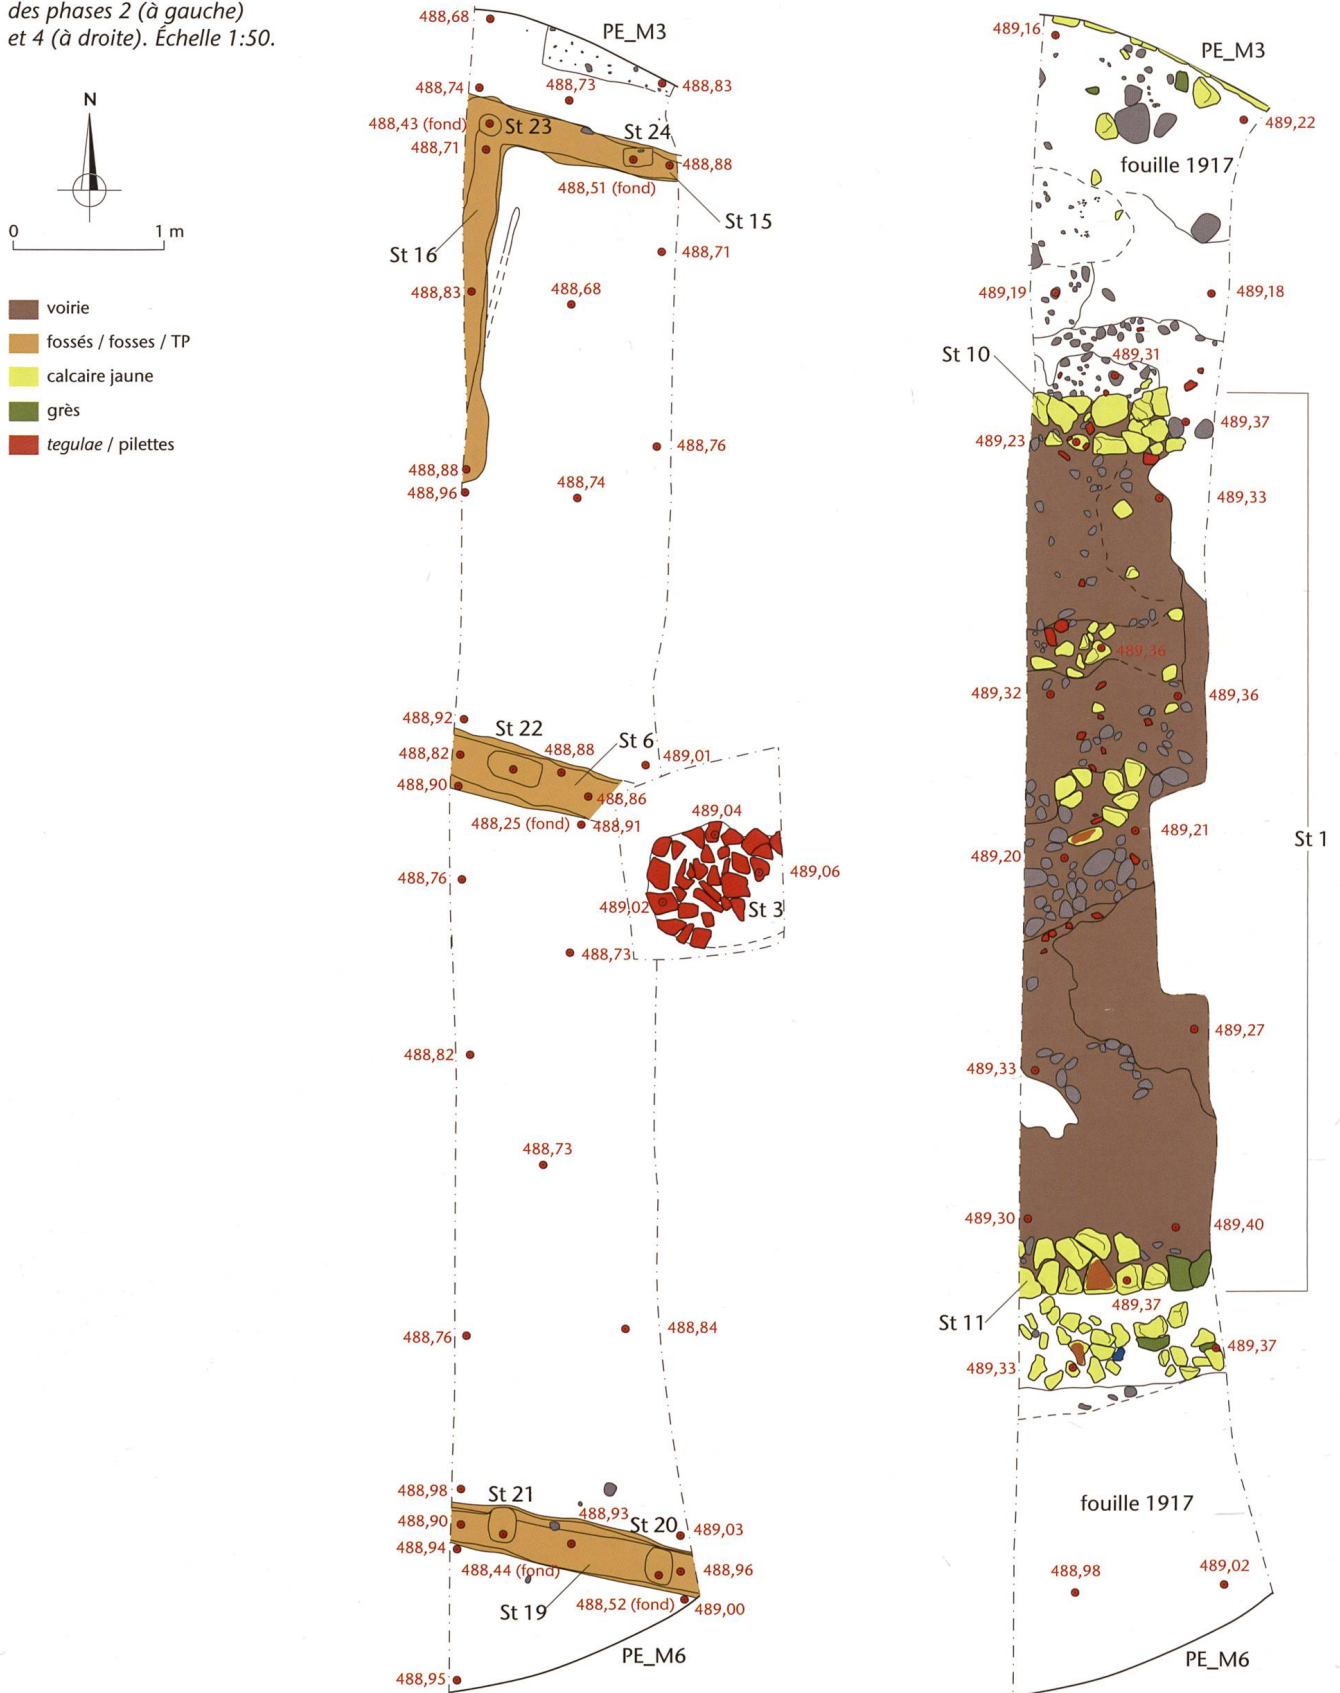 des phases 2 (à gauche)
et 4 (à droite). Échelle 1:50.
N
0 1 m
voirie
fossés / fosses / TP
calcaire jaune
grès
tegulae / pilettes
488,68
PE_M3
488,74
488,73
488,83
488,43 (fond)
St 23
St 24
488,71
488,88
488,51 (fond)
St 15
St 16
488,71
488,83
488,68
488,76
488,88
488,74
488,96
488,92
St 22
St 6
488,82
488,88
489,01
488,90
488,86
488,25 (fond)
488,91
489,04
488,76
489,06
489,02
St 3
488,73
488,82
488,73
488,76
488,84
488,98
St 21
488,90
488,93
St 20
489,03
488,94
488,44 (fond)
488,96
St 19
488,52 (fond)
489,00
PE_M6
488,95
489,16
PE_M3
489,22
fouille 1917
489,19
489,18
St 10
489,31
489,37
489,23
489,33
489,36
489,32
489,36
489,21
St 1
489,20
489,27
489,33
489,30
489,40
489,37
St 11
489,37
489,33
fouille 1917
488,98
489,02
PE_M6